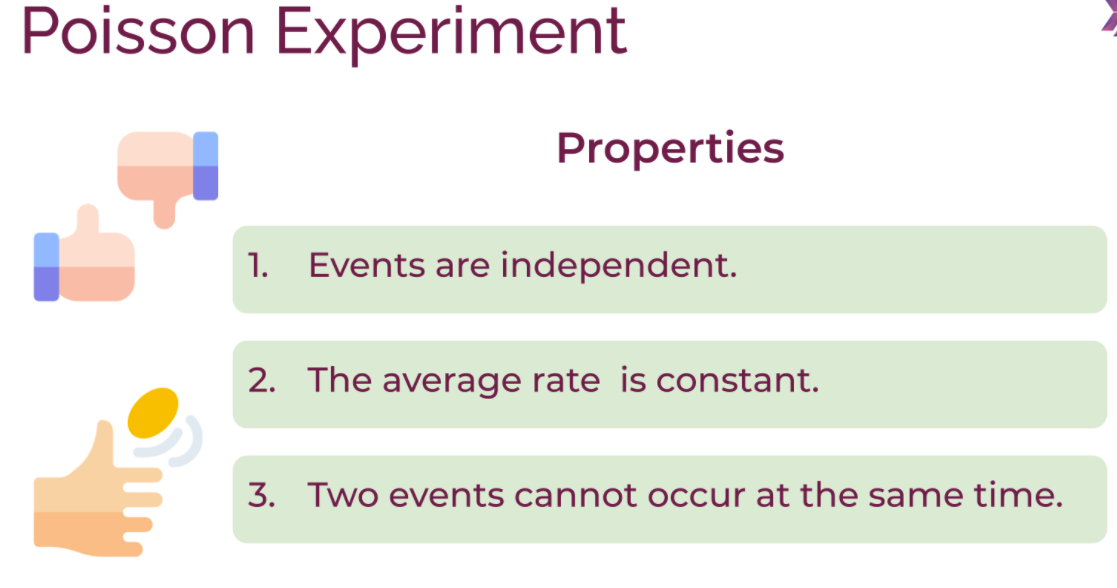 Poisson Experiment
Properties
1. Events are independent.
2. The average rate  is constant.
3. Two events cannot occur at the same time.